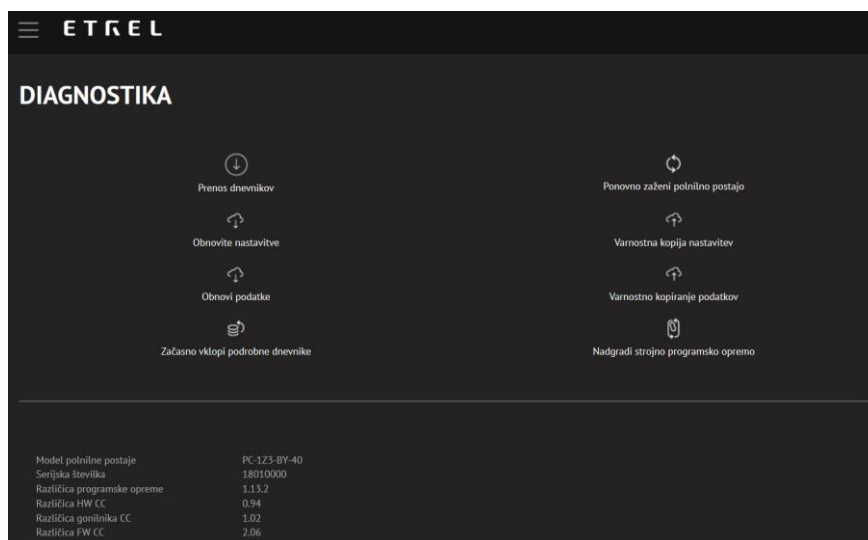 ETREL
DIAGNOSTIKA
Prenos dnevnikov
Ponovno zaženi polnilno postajo
Obnovite nastavitve
Varnostna kopija nastavitev
Obnovi podatke
Varnostno kopiranje podatkov
Začasno vklopi podrobne dnevnike
Nadgradi strojno programsko opremo
Model polnilne postaje PC-1Z3-BY-40
Serijska številka 18010000
Različica programske opreme 1.13.2
Različica HW CC 0.94
Različica gonilnika CC 1.02
Različica FW CC 2.06